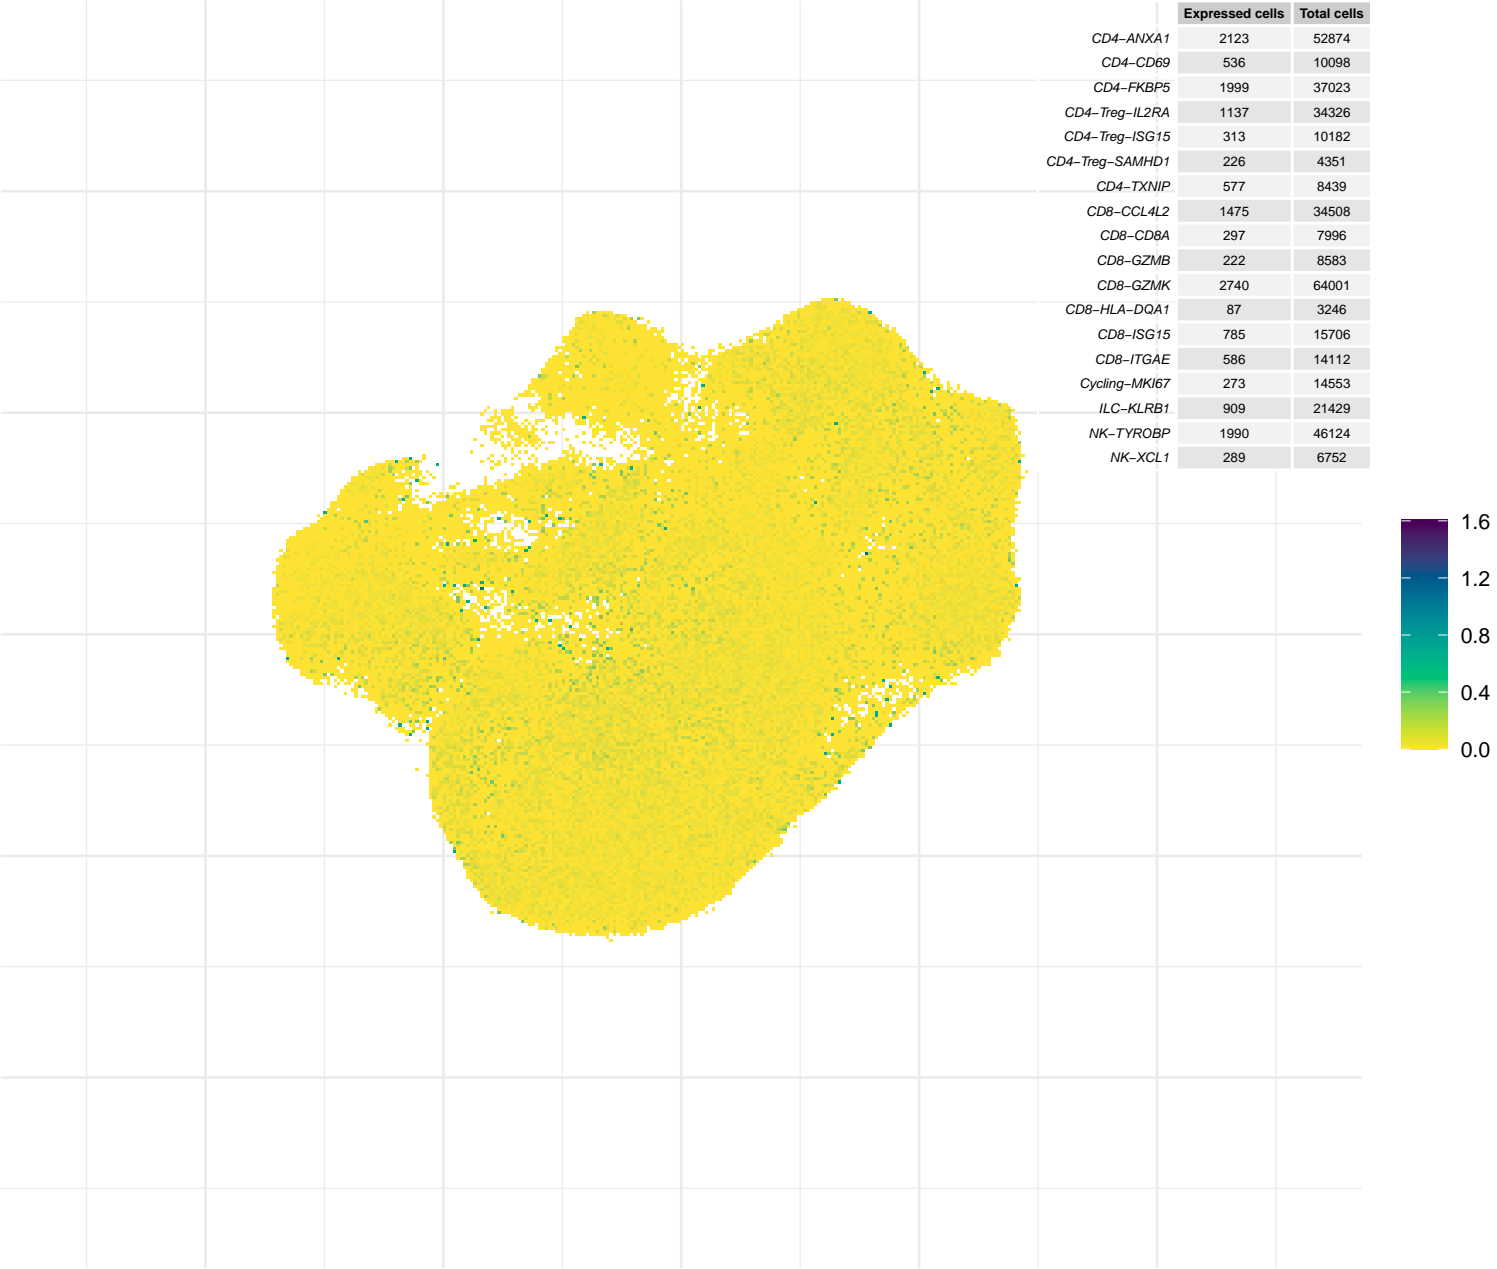 Expressed cells Total cells
CD4−ANXA1 2123 52874
CD4−CD69 536 10098
CD4−FKBP5 1999 37023
CD4−Treg−IL2RA 1137 34326
CD4−Treg−ISG15 313 10182
CD4−Treg−SAMHD1 226 4351
CD4−TXNIP 577 8439
CD8−CCL4L2 1475 34508
CD8−CD8A 297 7996
CD8−GZMB 222 8583
CD8−GZMK 2740 64001
CD8−HLA−DQA1 87 3246
CD8−ISG15 785 15706
CD8−ITGAE 586 14112
Cycling−MKI67 273 14553
ILC−KLRB1 909 21429
NK−TYROBP 1990 46124
NK−XCL1 289 6752
1.6
1.2
0.8
0.4
0.0